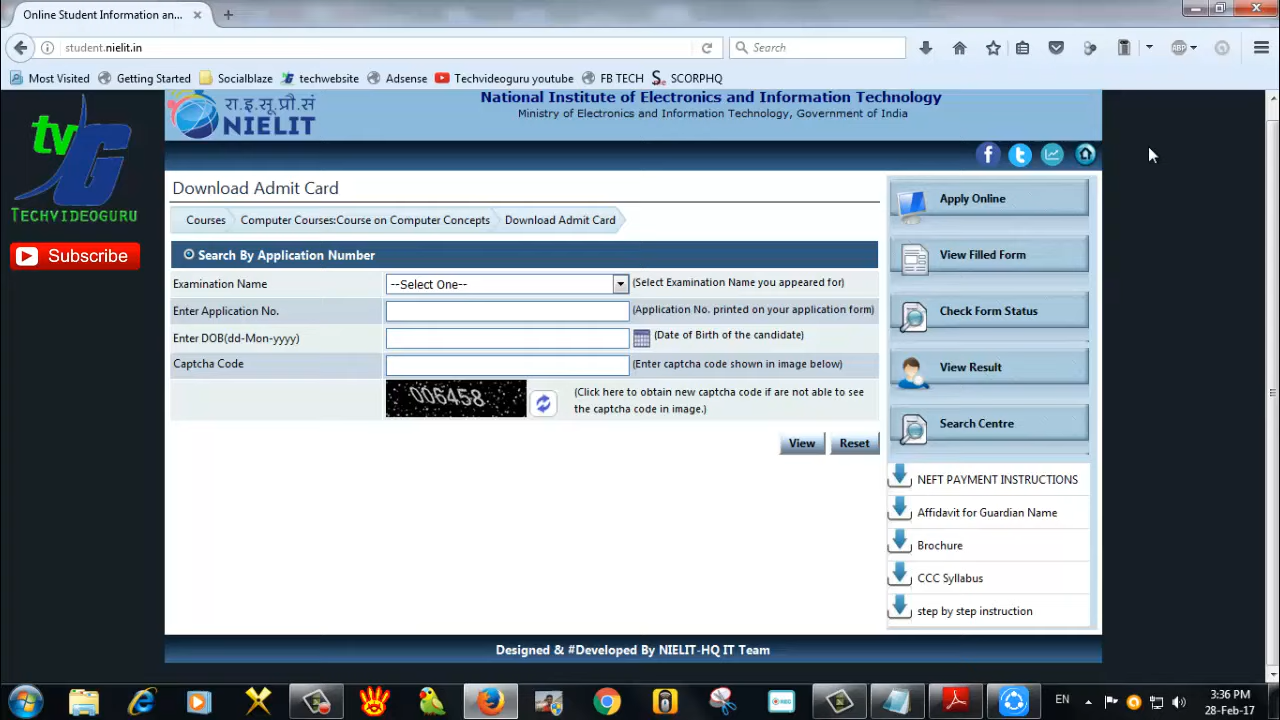 Online Student Information an...
student.nielit.in
Search
ABP
Most Visited
Getting Started
Socialblaze
techwebsite
Adsense
Techvideoguru youtube
FB TECH
SCORPHQ
tvG
TECHVIDEOGURU
Subscribe
रा.इ.सू.प्रौ.सं
NIELIT
National Institute of Electronics and Information Technology
Ministry of Electronics and Information Technology, Government of India
Download Admit Card
Courses
Computer Courses:Course on Computer Concepts
Download Admit Card
Search By Application Number
Examination Name
--Select One--
(Select Examination Name you appeared for)
Enter Application No.
(Application No. printed on your application form)
Enter DOB(dd-Mon-yyyy)
(Date of Birth of the candidate)
Captcha Code
(Enter captcha code shown in image below)
006458
(Click here to obtain new captcha code if are not able to see
the captcha code in image.)
View
Reset
Apply Online
View Filled Form
Check Form Status
View Result
Search Centre
NEFT PAYMENT INSTRUCTIONS
Affidavit for Guardian Name
Brochure
CCC Syllabus
step by step instruction
Designed & #Developed By NIELIT-HQ IT Team
EN
3:36 PM
28-Feb-17